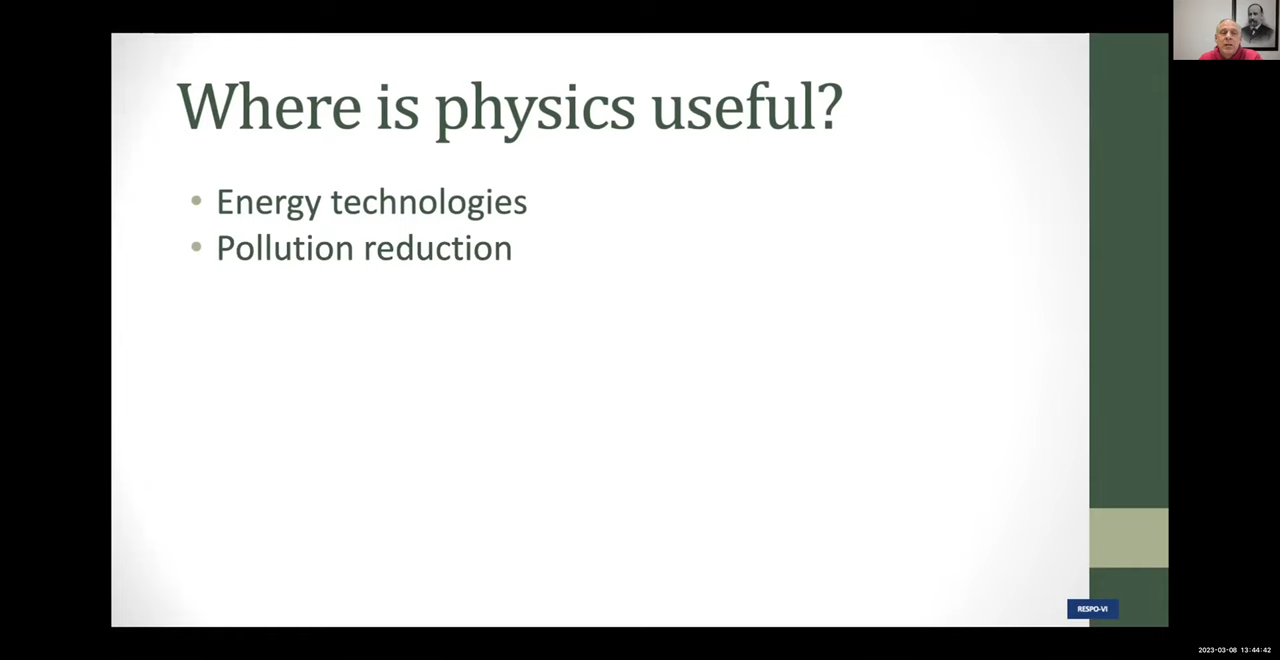 Where is physics useful?
• Energy technologies
• Pollution reduction
RESPO-VI
2023-03-08 13:44:42